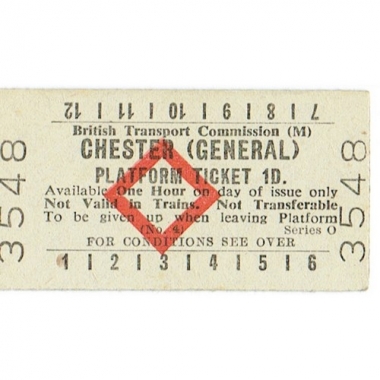 7 | 8 | 9 | 10 | 11 | 12
British Transport Commission (M)
CHESTER (GENERAL)
PLATFORM TICKET 1D.
Available One Hour on day of issue only
Not Valid in Trains. Not Transferable
To be given up when leaving Platform
(No. 4) Series O
FOR CONDITIONS SEE OVER
1 | 2 | 3 | 4 | 5 | 6
3548
3548